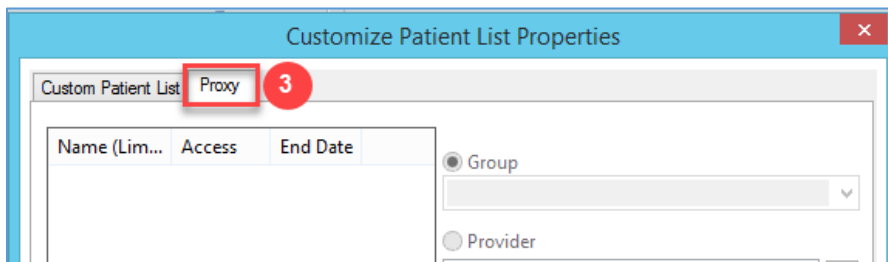 Customize Patient List Properties
Custom Patient List Proxy 3
Name (Lim... Access End Date
Group
Provider